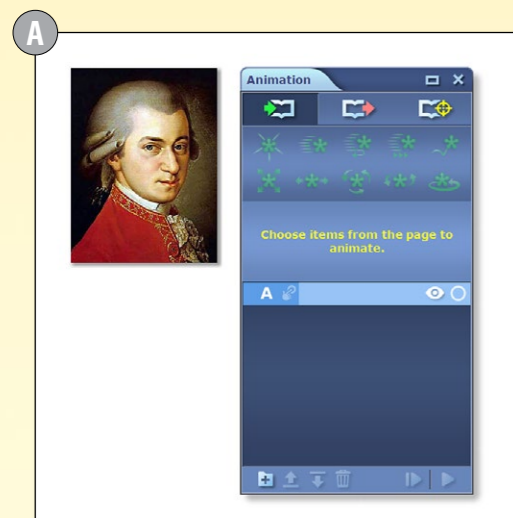 A
Animation
Choose items from the page to
animate.
A